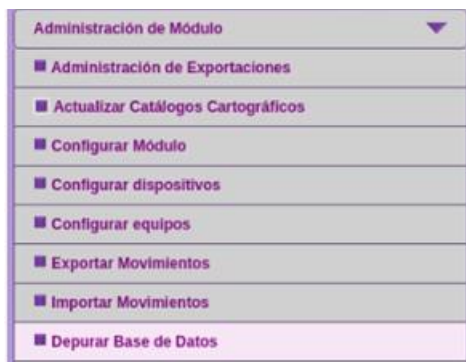 Administración de Módulo
Administración de Exportaciones
Actualizar Catálogos Cartográficos
Configurar Módulo
Configurar dispositivos
Configurar equipos
Exportar Movimientos
Importar Movimientos
Depurar Base de Datos